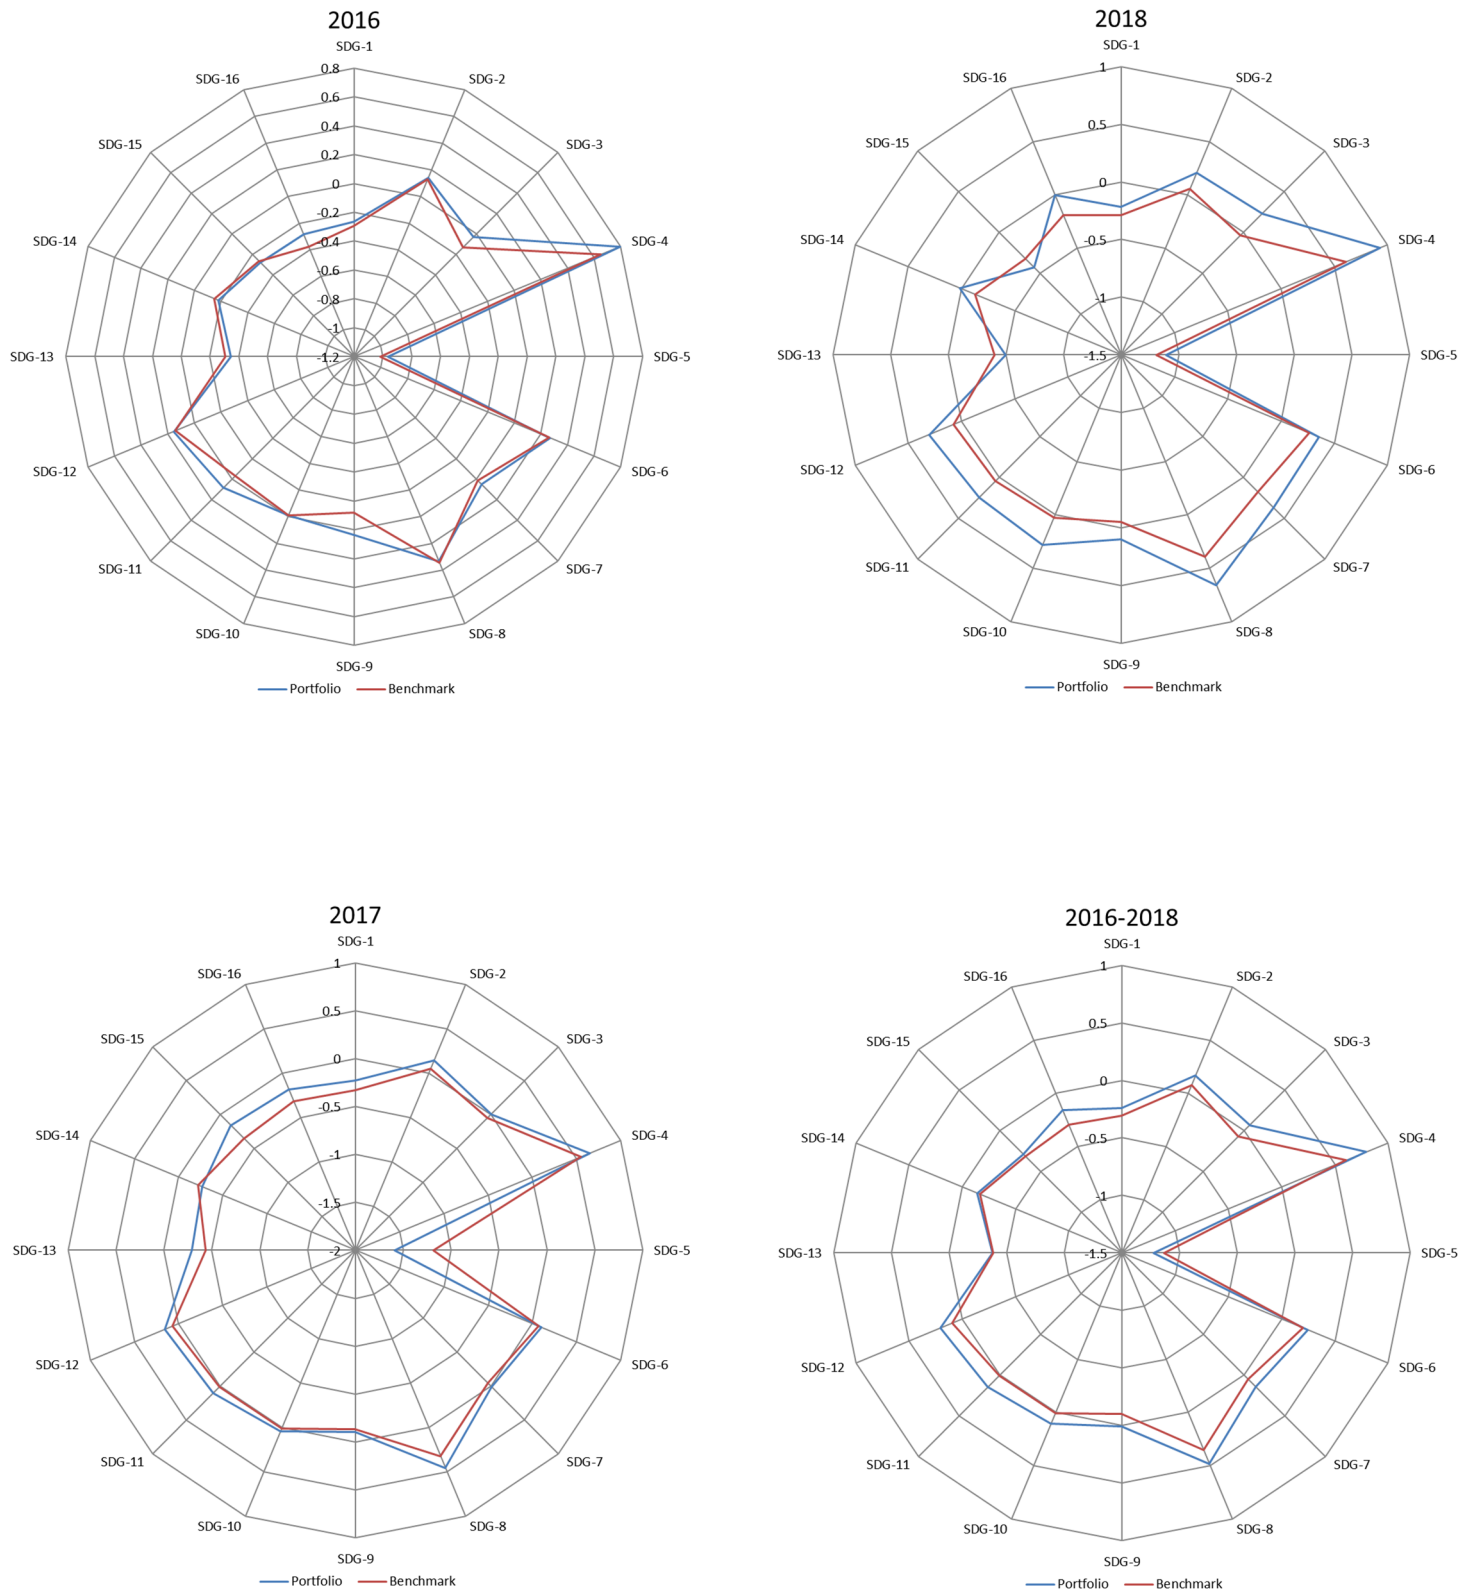 2016
SDG-1
SDG-2
SDG-3
SDG-4
SDG-5
SDG-6
SDG-7
SDG-8
SDG-9
SDG-10
SDG-11
SDG-12
SDG-13
SDG-14
SDG-15
SDG-16
0.8
0.6
0.4
0.2
0
-0.2
-0.4
-0.6
-0.8
-1
-1.2
Portfolio Benchmark
2018
SDG-1
SDG-2
SDG-3
SDG-4
SDG-5
SDG-6
SDG-7
SDG-8
SDG-9
SDG-10
SDG-11
SDG-12
SDG-13
SDG-14
SDG-15
SDG-16
1
0.5
0
-0.5
-1
-1.5
Portfolio Benchmark
2017
SDG-1
SDG-2
SDG-3
SDG-4
SDG-5
SDG-6
SDG-7
SDG-8
SDG-9
SDG-10
SDG-11
SDG-12
SDG-13
SDG-14
SDG-15
SDG-16
1
0.5
0
-0.5
-1
-1.5
-2
Portfolio Benchmark
2016-2018
SDG-1
SDG-2
SDG-3
SDG-4
SDG-5
SDG-6
SDG-7
SDG-8
SDG-9
SDG-10
SDG-11
SDG-12
SDG-13
SDG-14
SDG-15
SDG-16
1
0.5
0
-0.5
-1
-1.5
Portfolio Benchmark